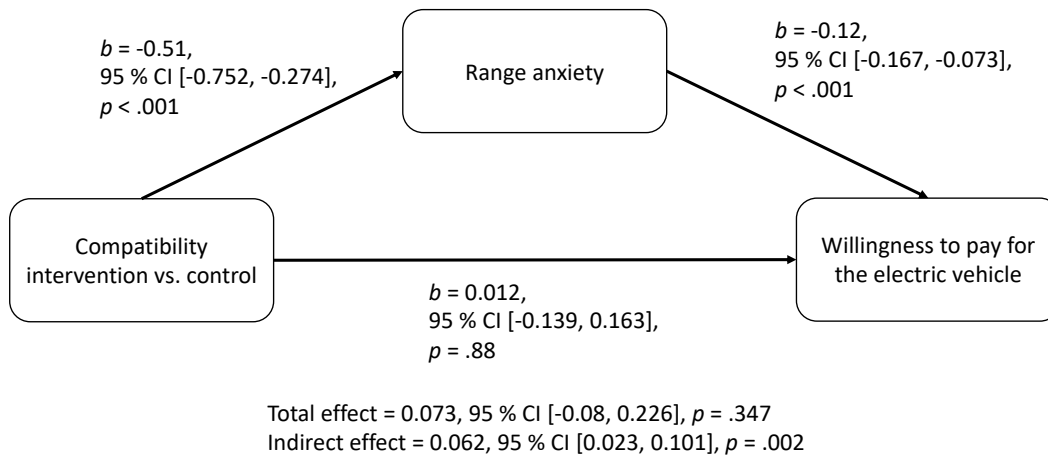 b = -0.51,
95 % CI [-0.752, -0.274],
p < .001
Range anxiety
b = -0.12,
95 % CI [-0.167, -0.073],
p < .001
Compatibility
intervention vs. control
Willingness to pay for
the electric vehicle
b = 0.012,
95 % CI [-0.139, 0.163],
p = .88
Total effect = 0.073, 95 % CI [-0.08, 0.226], p = .347
Indirect effect = 0.062, 95 % CI [0.023, 0.101], p = .002